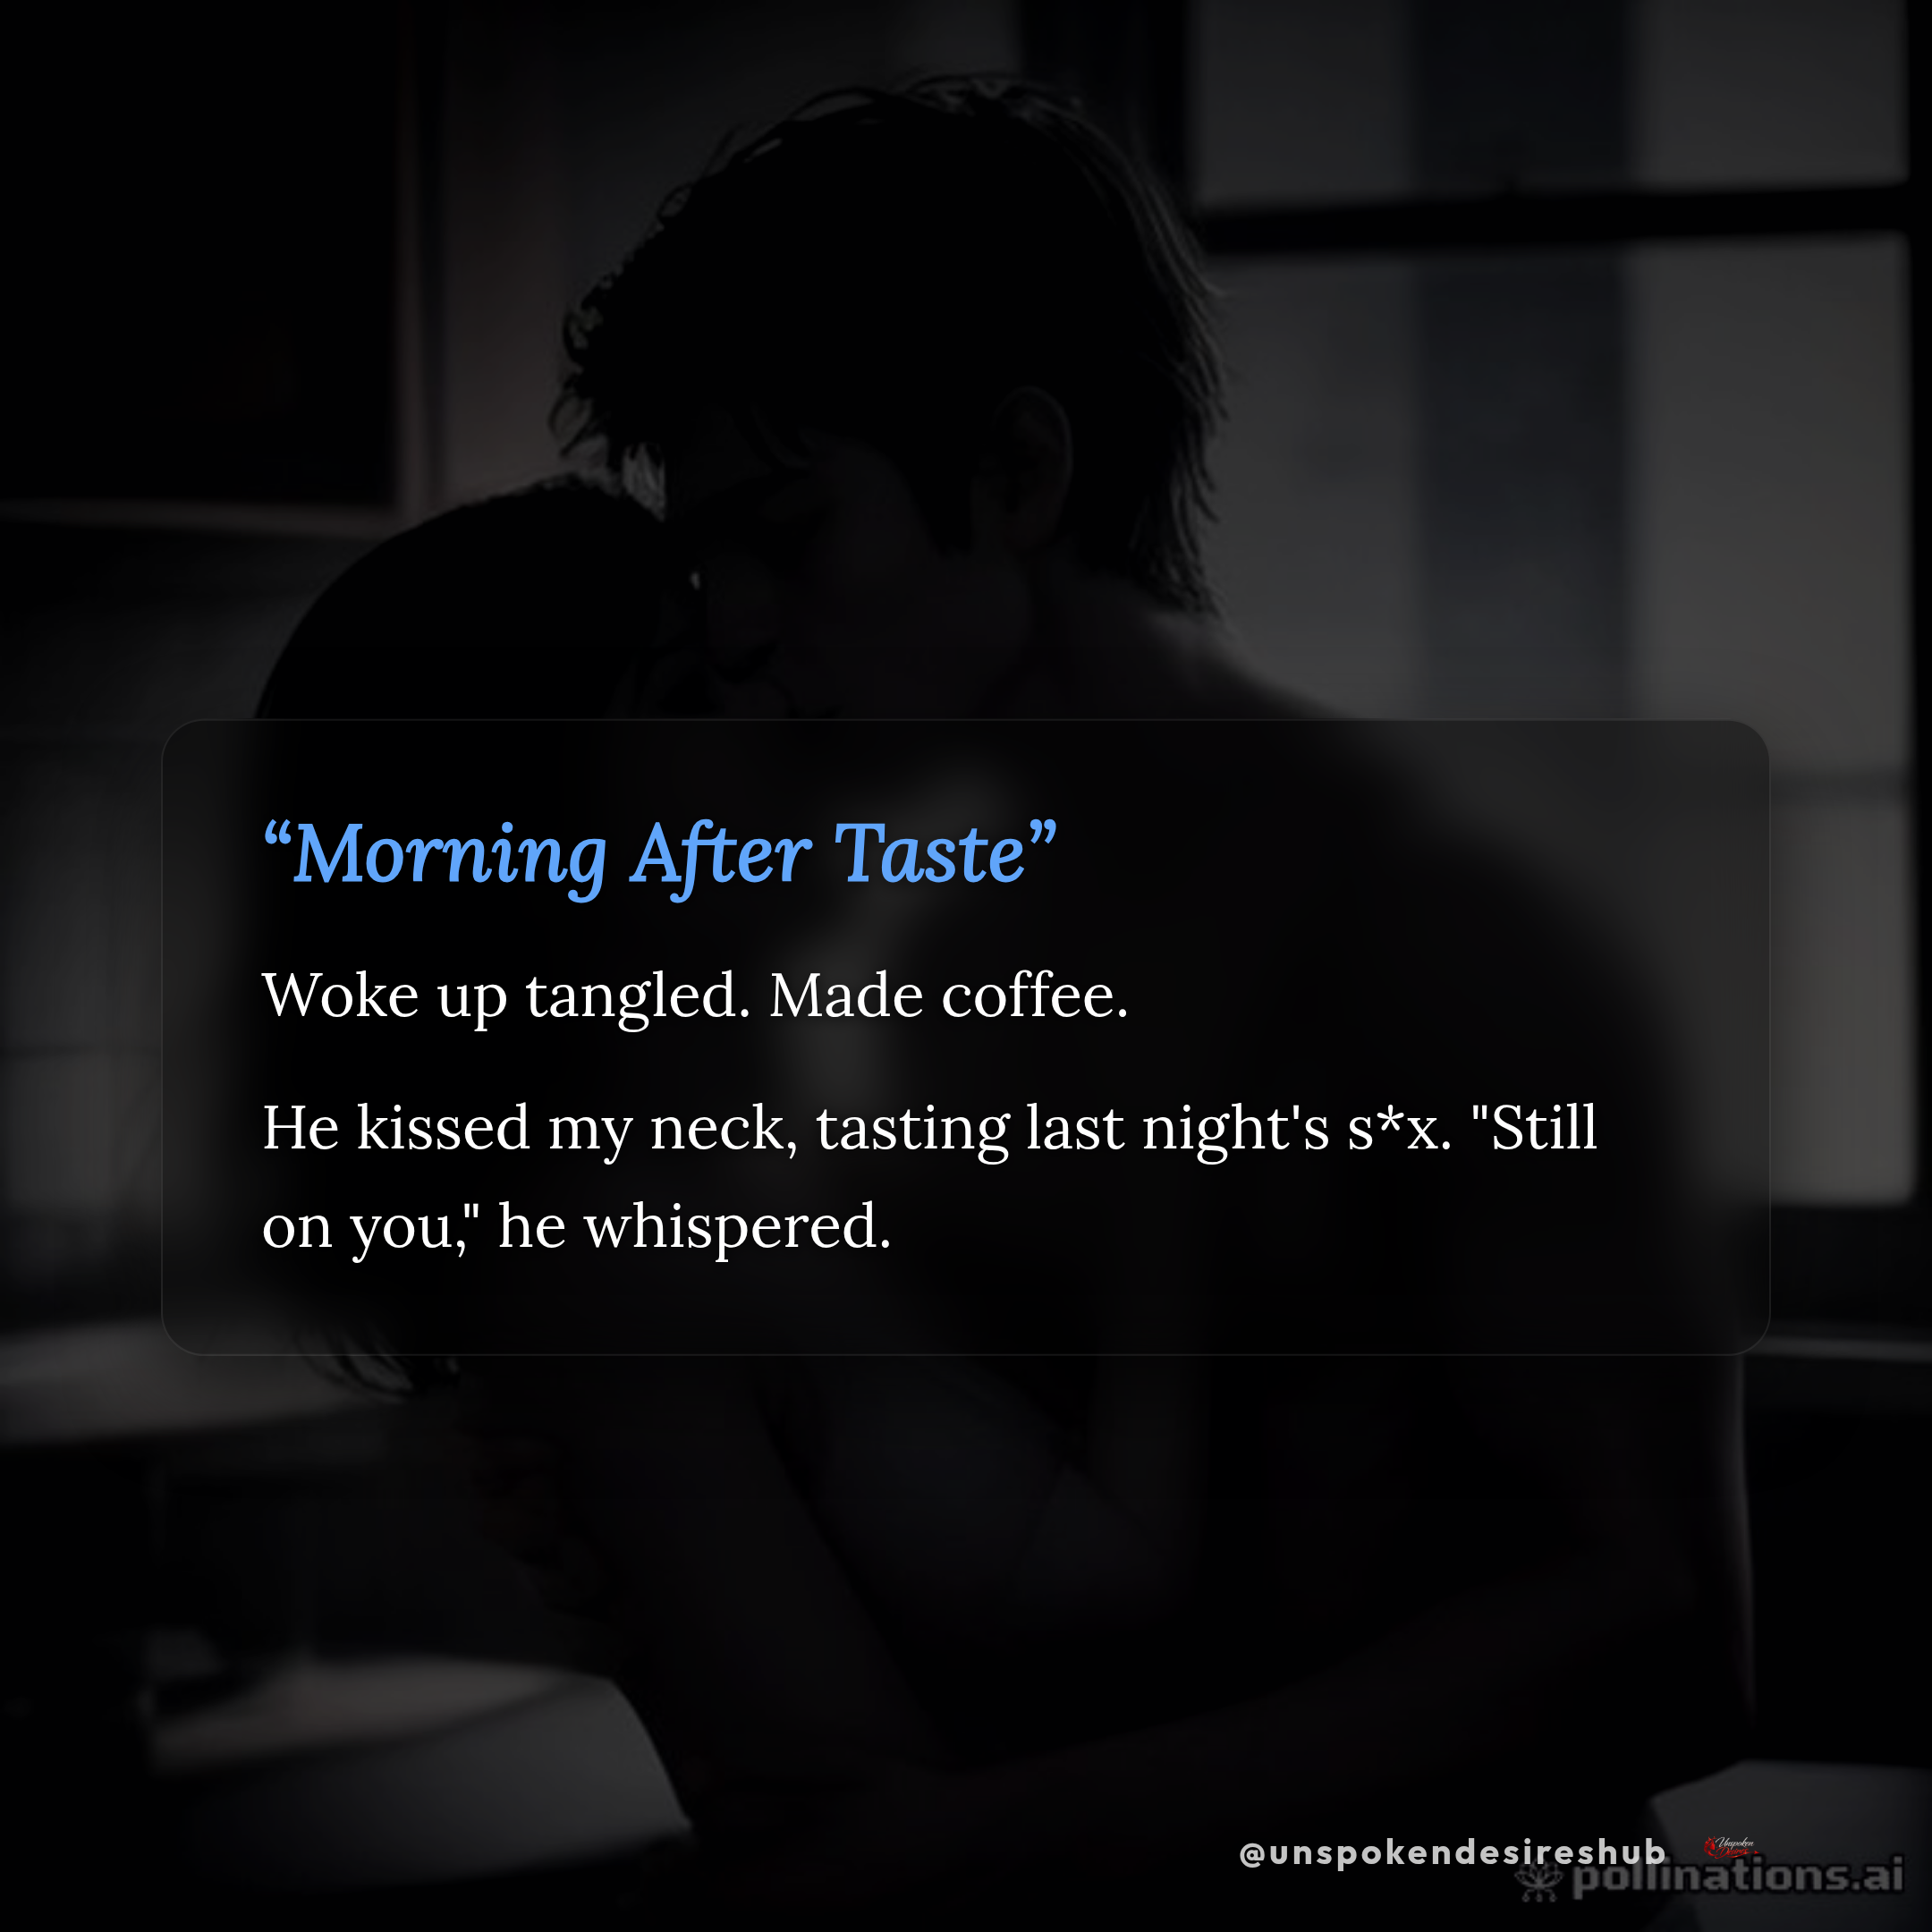 “Morning After Taste”
Woke up tangled. Made coffee.
He kissed my neck, tasting last night's s*x. "Still
on you," he whispered.
@unspokendesireshub
Unspoken
pollinations.ai